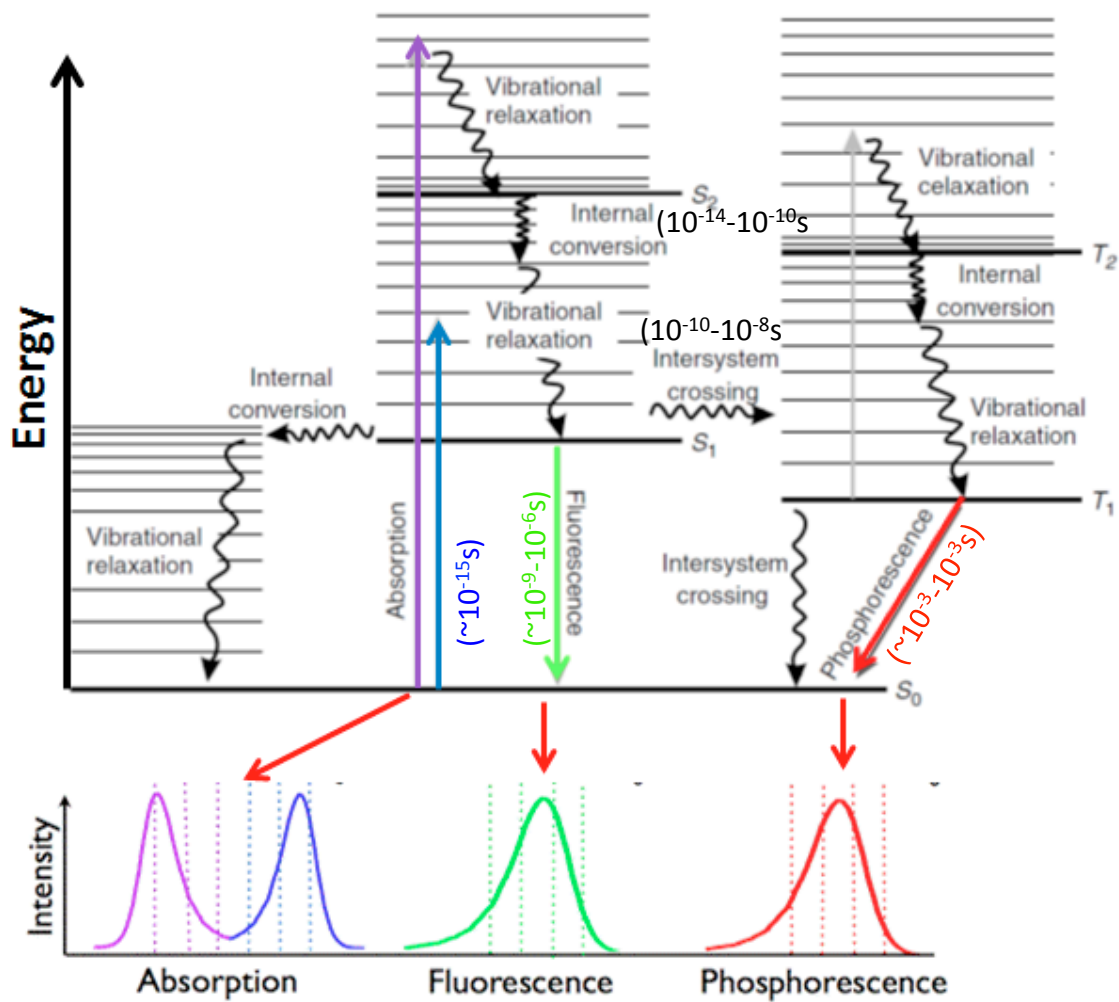 Energy
Vibrational
relaxation
S₂
Internal
conversion
(10⁻¹⁴-10⁻¹⁰s
Vibrational
relaxation
(10⁻¹⁰-10⁻⁸s
Intersystem
crossing
Internal
conversion
S₁
Vibrational
relaxation
Absorption
(~10⁻¹⁵s)
(~10⁻⁹-10⁻⁶s)
Fluorescence
Vibrational
celaxation
T₂
Internal
conversion
Vibrational
relaxation
T₁
Intersystem
crossing
Phosphorescence
(~10⁻³-10⁻³s)
S₀
Intensity
Absorption
Fluorescence
Phosphorescence